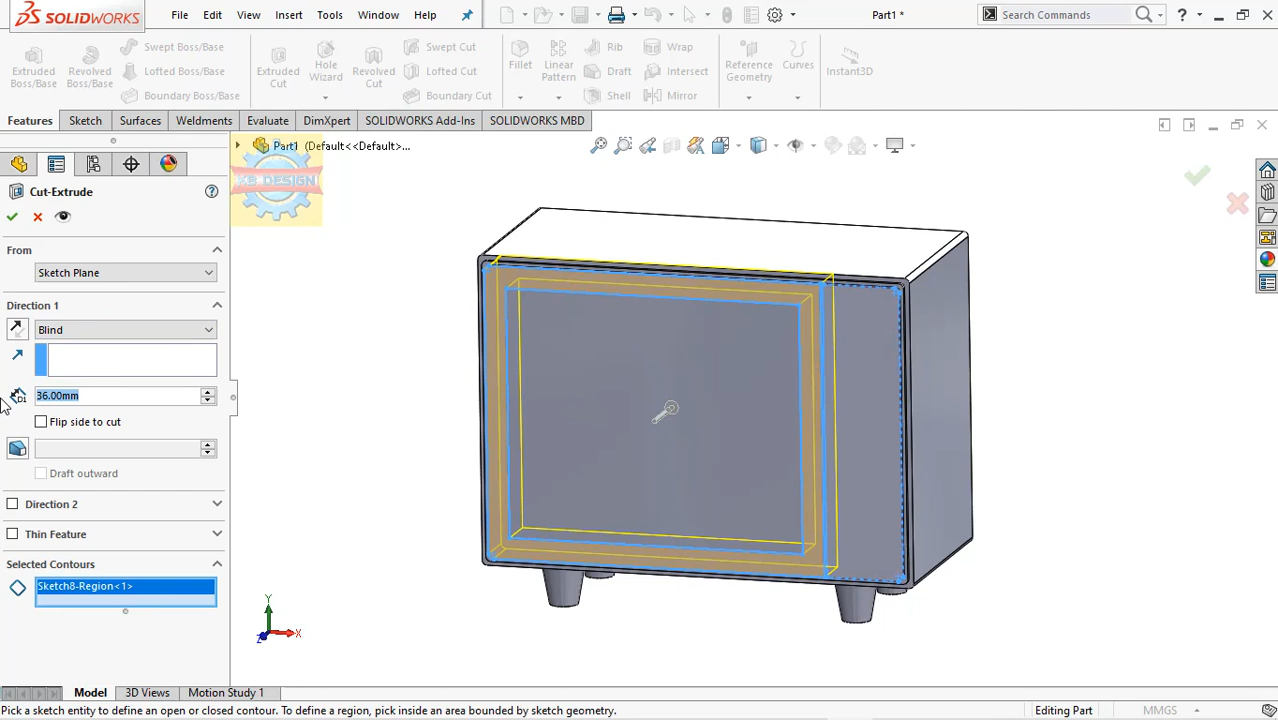 SOLIDWORKS File Edit View Insert Tools Window Help Part1 * Search Commands ?
Extruded Boss/Base
Revolved Boss/Base
Swept Boss/Base
Lofted Boss/Base
Boundary Boss/Base
Extruded Cut
Hole Wizard
Revolved Cut
Swept Cut
Lofted Cut
Boundary Cut
Fillet
Linear Pattern
Rib
Draft
Shell
Wrap
Intersect
Mirror
Reference Geometry
Curves
Instant3D
Features Sketch Surfaces Weldments Evaluate DimXpert SOLIDWORKS Add-Ins SOLIDWORKS MBD
Part1 (Default<<Default>...
KB DESIGN
Cut-Extrude
From
Sketch Plane
Direction 1
Blind
D1 36.00mm
Flip side to cut
Draft outward
Direction 2
Thin Feature
Selected Contours
Sketch8-Region<1>
Y
X
Z
Model 3D Views Motion Study 1
Pick a sketch entity to define an open or closed contour. To define a region, pick inside an area bounded by sketch geometry. Editing Part MMGS